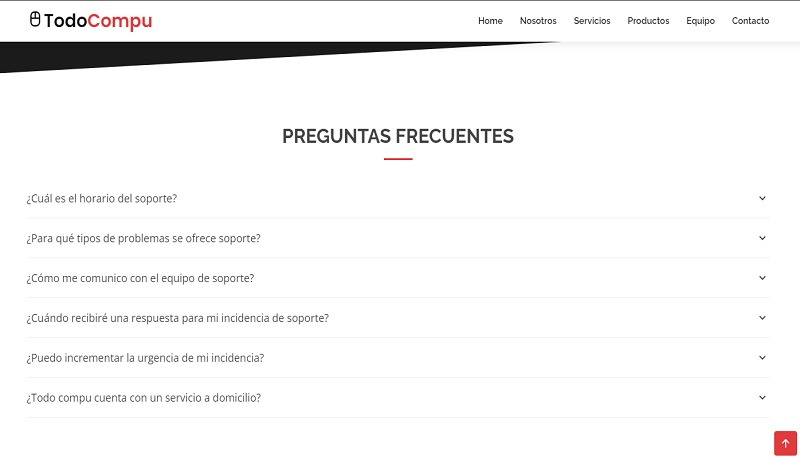 TodoCompu
Home Nosotros Servicios Productos Equipo Contacto
PREGUNTAS FRECUENTES
¿Cuál es el horario del soporte?
¿Para qué tipos de problemas se ofrece soporte?
¿Cómo me comunico con el equipo de soporte?
¿Cuándo recibiré una respuesta para mi incidencia de soporte?
¿Puedo incrementar la urgencia de mi incidencia?
¿Todo compu cuenta con un servicio a domicilio?